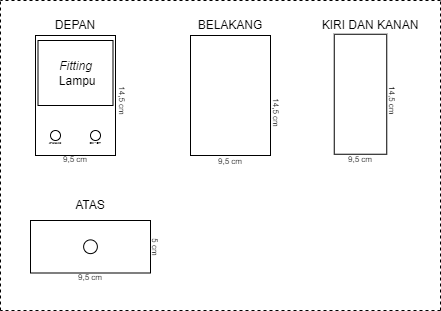 DEPAN
BELAKANG
KIRI DAN KANAN
Fitting
Lampu
14,5 cm
14,5 cm
14,5 cm
9,5 cm
9,5 cm
9,5 cm
ATAS
5 cm
9,5 cm